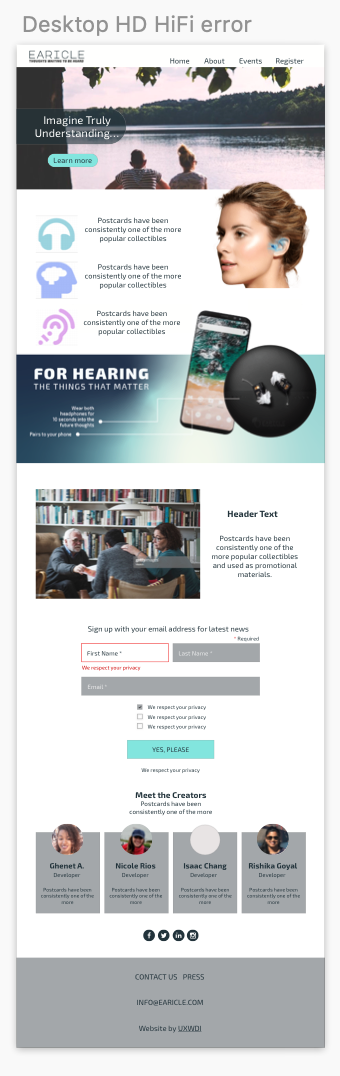 Desktop HD HiFi error
EARICLE
THOUGHTS WAITING TO BE HEARD
Home About Events Register
Imagine Truly
Understanding...
Learn more
Postcards have been
consistently one of the more
popular collectibles
Postcards have been
consistently one of the more
popular collectibles
Postcards have been
consistently one of the more
popular collectibles
FOR HEARING
THE THINGS THAT MATTER
Wear both
headphones for
10 seconds into the
future thoughts
Pairs to your phone
Header Text
Postcards have been
consistently one of the
more popular collectibles
and used as promotional
materials.
Sign up with your email address for latest news
* Required
First Name *
Last Name *
We respect your privacy
Email *
We respect your privacy
We respect your privacy
We respect your privacy
YES, PLEASE
We respect your privacy
Meet the Creators
Postcards have been
consistently one of the more
Ghenet A.
Developer
Postcards have been
consistently one of the
more
Nicole Rios
Developer
Postcards have been
consistently one of the
more
Isaac Chang
Developer
Postcards have been
consistently one of the
more
Rishika Goyal
Developer
Postcards have been
consistently one of the
more
CONTACT US PRESS
INFO@EARICLE.COM
Website by UXWDI